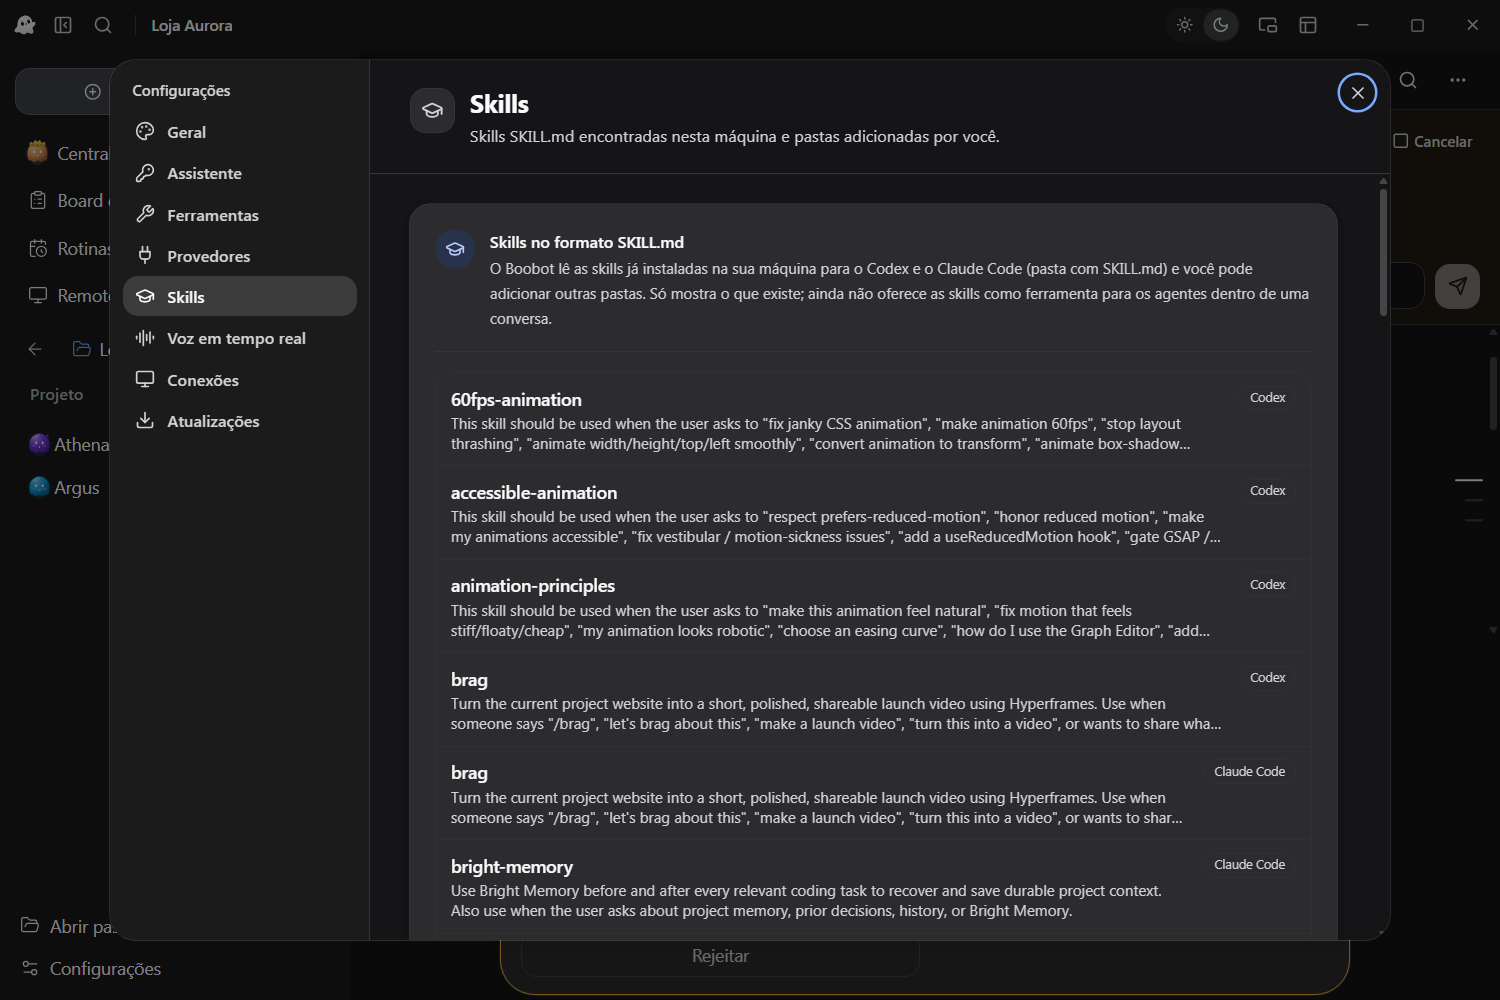 Loja Aurora
Configurações
Geral
Assistente
Ferramentas
Provedores
Skills
Voz em tempo real
Conexões
Atualizações
Skills
Skills SKILL.md encontradas nesta máquina e pastas adicionadas por você.
Skills no formato SKILL.md
O Boobot lê as skills já instaladas na sua máquina para o Codex e o Claude Code (pasta com SKILL.md) e você pode
adicionar outras pastas. Só mostra o que existe; ainda não oferece as skills como ferramenta para os agentes dentro de uma
conversa.
60fps-animation
Codex
This skill should be used when the user asks to "fix janky CSS animation", "make animation 60fps", "stop layout
thrashing", "animate width/height/top/left smoothly", "convert animation to transform", "animate box-shadow...
accessible-animation
Codex
This skill should be used when the user asks to "respect prefers-reduced-motion", "honor reduced motion", "make
my animations accessible", "fix vestibular / motion-sickness issues", "add a useReducedMotion hook", "gate GSAP /...
animation-principles
Codex
This skill should be used when the user asks to "make this animation feel natural", "fix motion that feels
stiff/floaty/cheap", "my animation looks robotic", "choose an easing curve", "how do I use the Graph Editor", "add...
brag
Codex
Turn the current project website into a short, polished, shareable launch video using Hyperframes. Use when
someone says "/brag", "let's brag about this", "make a launch video", "turn this into a video", or wants to share wha...
brag
Claude Code
Turn the current project website into a short, polished, shareable launch video using Hyperframes. Use when
someone says "/brag", "let's brag about this", "make a launch video", "turn this into a video", or wants to shar...
bright-memory
Claude Code
Use Bright Memory before and after every relevant coding task to recover and save durable project context.
Also use when the user asks about project memory, prior decisions, history, or Bright Memory.
Central
Board
Rotinas
Remot
Projeto
Athena
Argus
Abrir pas
Configurações
Cancelar
Rejeitar